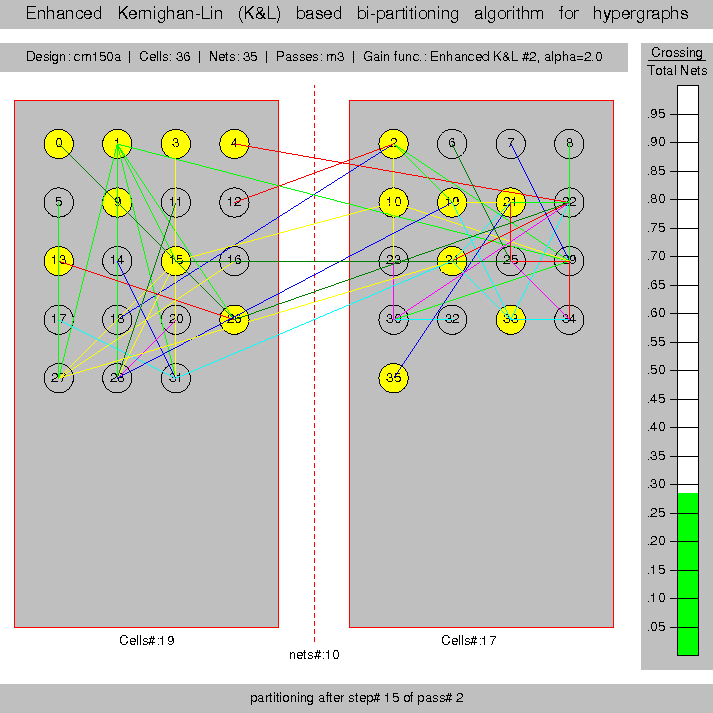 Enhanced Kernighan-Lin (K&L) based bi-partitioning algorithm for hypergraphs
Design: cm150a | Cells: 36 | Nets: 35 | Passes: m3 | Gain func.: Enhanced K&L #2, alpha=2.0
Crossing
Total Nets
.95
.90
.85
.80
.75
.70
.65
.60
.55
.50
.45
.40
.35
.30
.25
.20
.15
.10
.05
0 1 3 4 2 6 7 8
5 9 11 12 10 19 21 22
13 14 15 16 23 24 25 29
17 18 20 26 30 32 33 34
27 28 31 35
Cells#:19
Cells#:17
nets#:10
partitioning after step# 15 of pass# 2